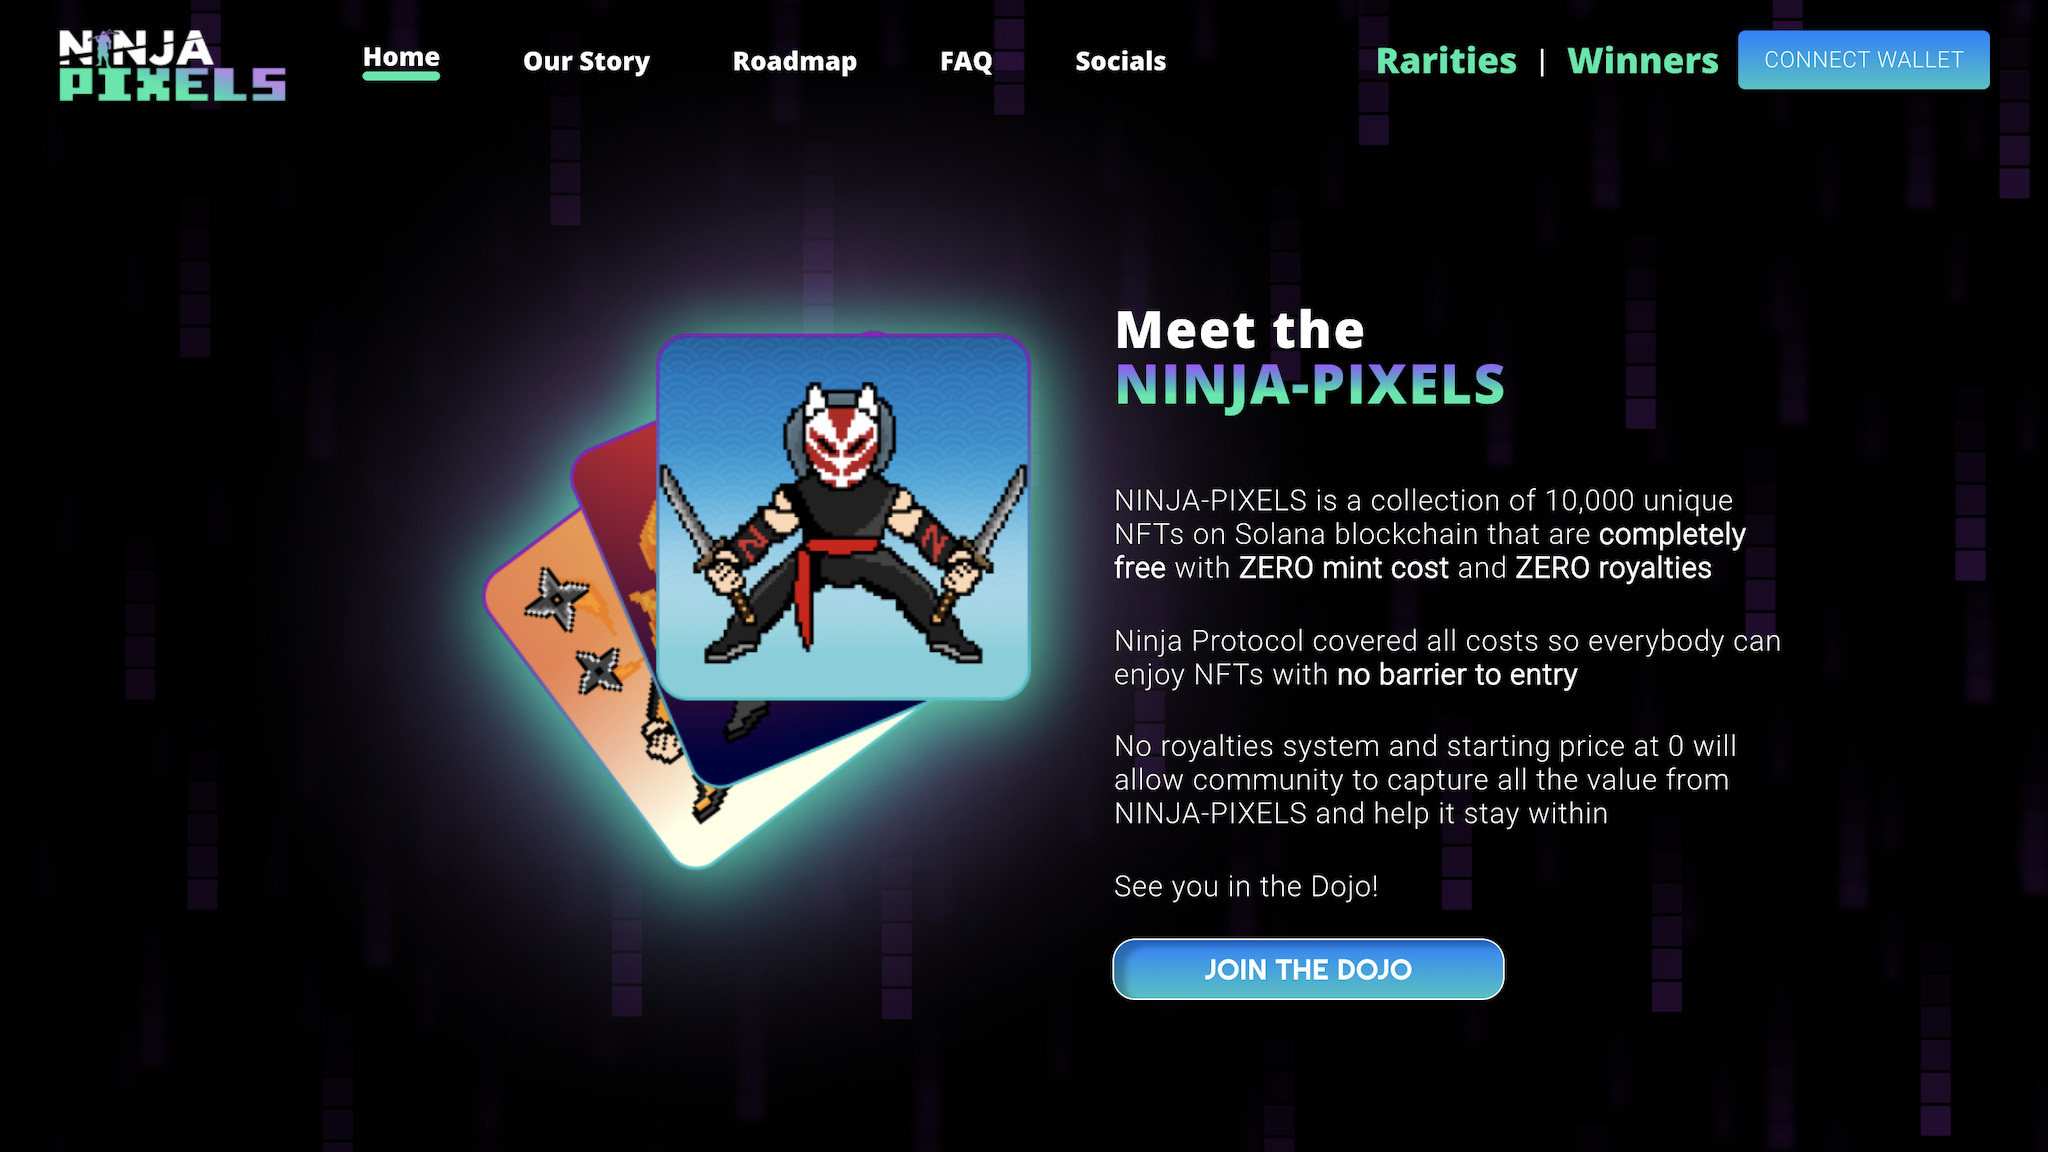 NINJA
PIXELS
Home
Our Story
Roadmap
FAQ
Socials
Rarities | Winners
CONNECT WALLET
Meet the
NINJA-PIXELS
NINJA-PIXELS is a collection of 10,000 unique
NFTs on Solana blockchain that are completely
free with ZERO mint cost and ZERO royalties
Ninja Protocol covered all costs so everybody can
enjoy NFTs with no barrier to entry
No royalties system and starting price at 0 will
allow community to capture all the value from
NINJA-PIXELS and help it stay within
See you in the Dojo!
JOIN THE DOJO